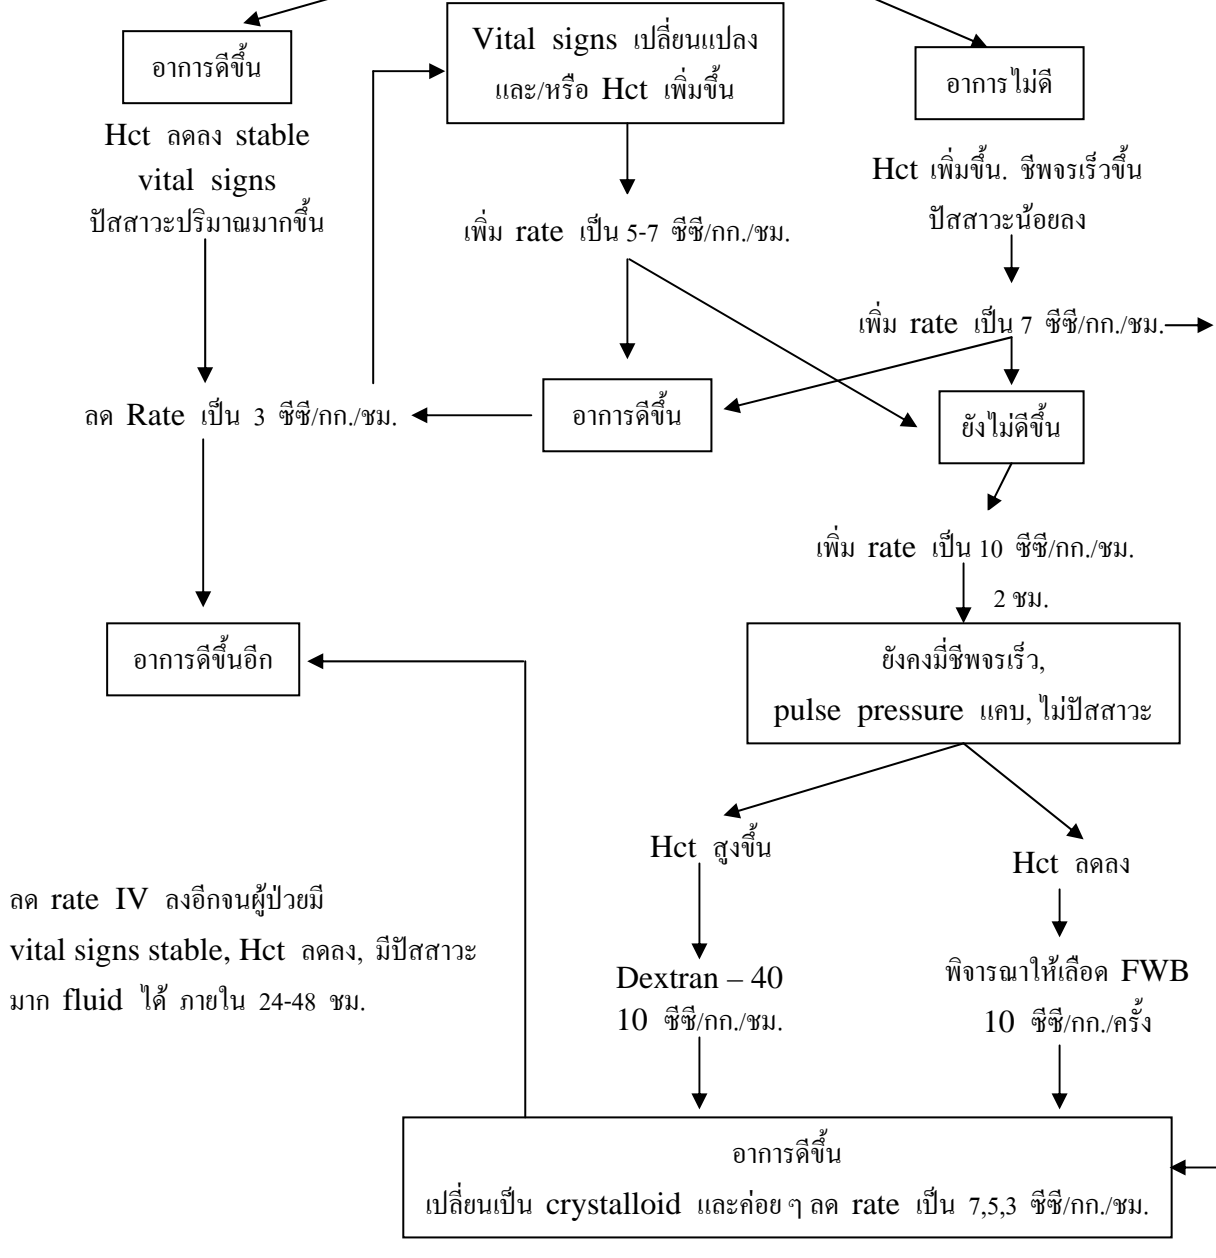 อาการดีขึ้น
Hct ลดลง stable
vital signs
ปัสสาวะปริมาณมากขึ้น
Vital signs เปลี่ยนแปลง
และ/หรือ Hct เพิ่มขึ้น
เพิ่ม rate เป็น 5-7 ซีซี/กก./ชม.
อาการไม่ดี
Hct เพิ่มขึ้น. ชีพจรเร็วขึ้น
ปัสสาวะน้อยลง
เพิ่ม rate เป็น 7 ซีซี/กก./ชม.
ลด Rate เป็น 3 ซีซี/กก./ชม.
อาการดีขึ้น
ยังไม่ดีขึ้น
เพิ่ม rate เป็น 10 ซีซี/กก./ชม.
2 ชม.
อาการดีขึ้นอีก
ยังคงมี่ชีพจรเร็ว,
pulse pressure แคบ, ไม่ปัสสาวะ
Hct สูงขึ้น
Hct ลดลง
ลด rate IV ลงอีกจนผู้ป่วยมี
vital signs stable, Hct ลดลง, มีปัสสาวะ
มาก fluid ได้ ภายใน 24-48 ชม.
Dextran – 40
10 ซีซี/กก./ชม.
พิจารณาให้เลือด FWB
10 ซีซี/กก./ครั้ง
อาการดีขึ้น
เปลี่ยนเป็น crystalloid และค่อย ๆ ลด rate เป็น 7,5,3 ซีซี/กก./ชม.